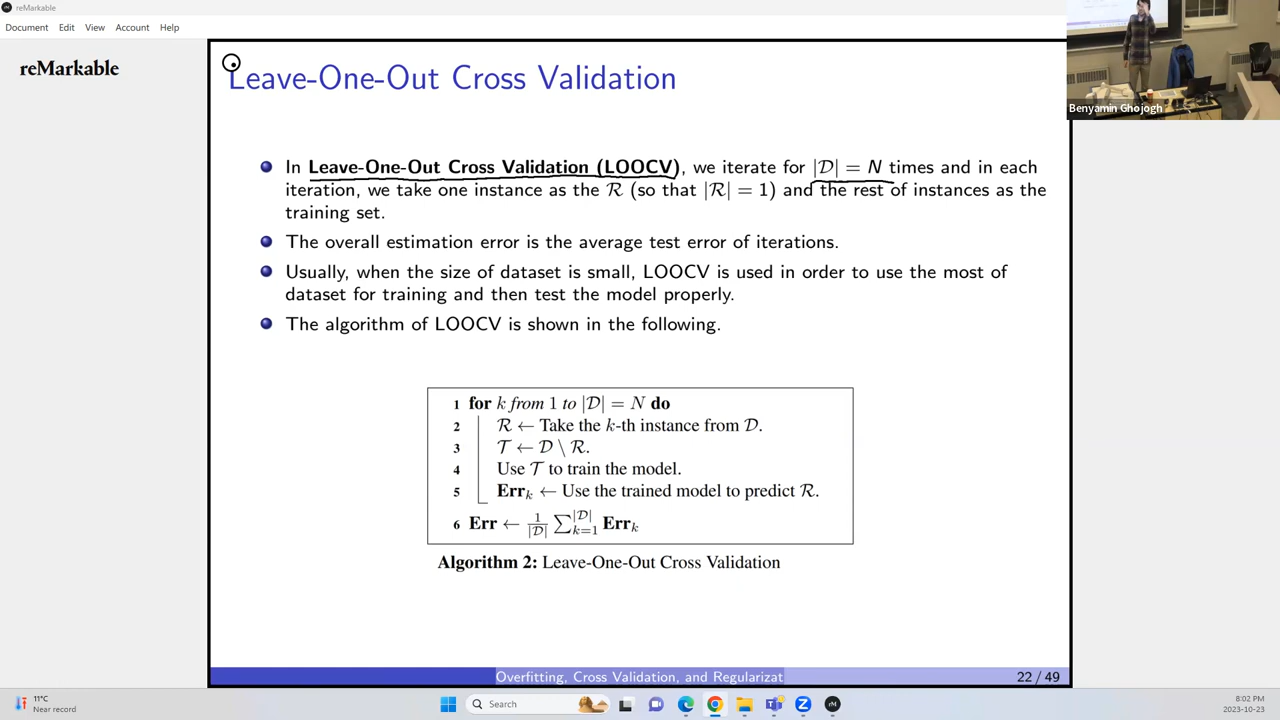 reMarkable
Document Edit View Account Help
reMarkable
Benyamin Ghojogh
Leave-One-Out Cross Validation
In Leave-One-Out Cross Validation (LOOCV), we iterate for |𝒟| = N times and in each
iteration, we take one instance as the ℛ (so that |ℛ| = 1) and the rest of instances as the
training set.
The overall estimation error is the average test error of iterations.
Usually, when the size of dataset is small, LOOCV is used in order to use the most of
dataset for training and then test the model properly.
The algorithm of LOOCV is shown in the following.
1 for k from 1 to |𝒟| = N do
2 ℛ ← Take the k-th instance from 𝒟.
3 𝒯 ← 𝒟 \ ℛ.
4 Use 𝒯 to train the model.
5 Err_k ← Use the trained model to predict ℛ.
6 Err ← 1/|𝒟| ∑_{k=1}^{|𝒟|} Err_k
Algorithm 2: Leave-One-Out Cross Validation
Overfitting, Cross Validation, and Regularizat
22 / 49
11°C
Near record
Search
8:02 PM
2023-10-23